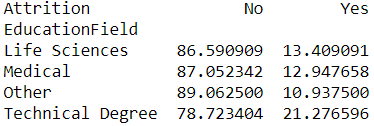 Attrition No Yes
EducationField
Life Sciences 86.590909 13.409091
Medical 87.052342 12.947658
Other 89.062500 10.937500
Technical Degree 78.723404 21.276596